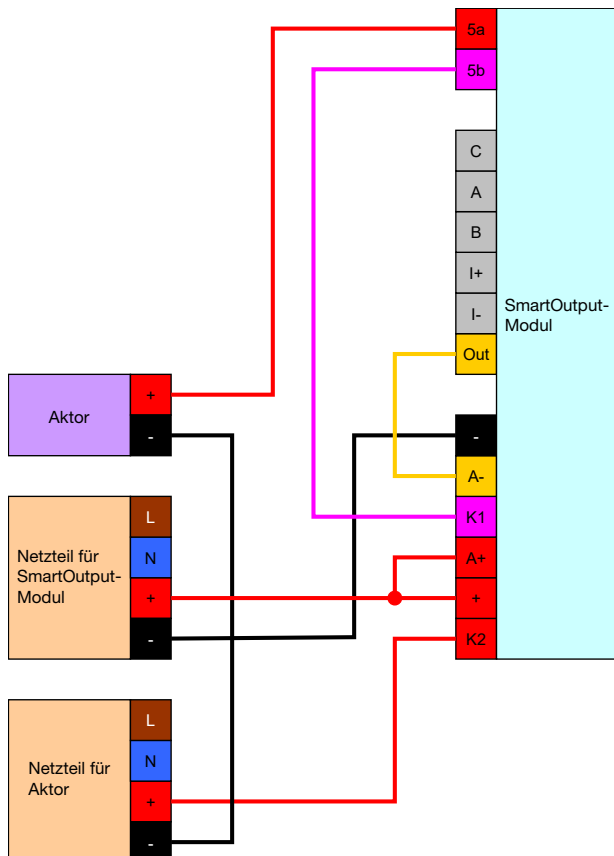 5a
5b
C
A
B
I+
I-
Out
SmartOutput-
Modul
-
A-
K1
A+
+
K2
Aktor
+
-
Netzteil für
SmartOutput-
Modul
L
N
+
-
Netzteil für
Aktor
L
N
+
-